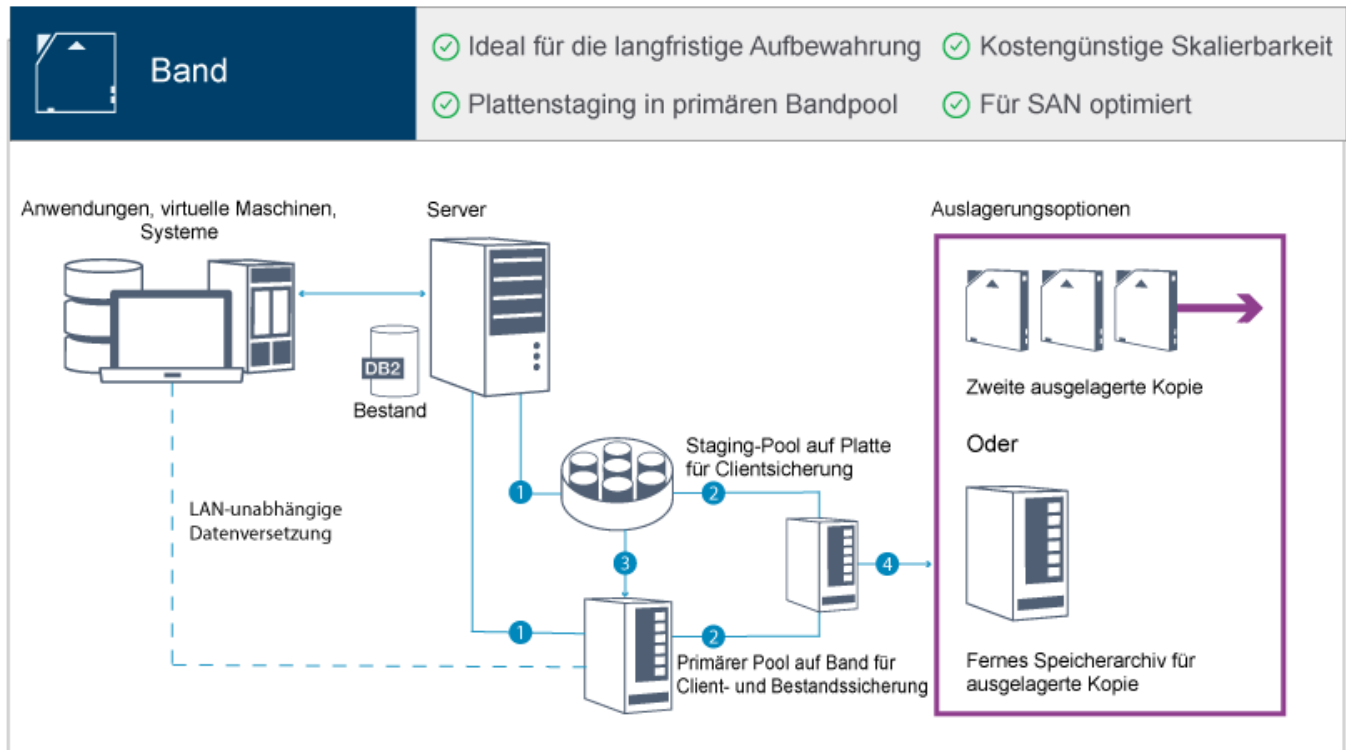 Band
Ideal für die langfristige Aufbewahrung
Kostengünstige Skalierbarkeit
Plattenstaging in primären Bandpool
Für SAN optimiert
Anwendungen, virtuelle Maschinen,
Systeme
Server
Auslagerungsoptionen
DB2
Bestand
Zweite ausgelagerte Kopie
Oder
Staging-Pool auf Platte
für Clientsicherung
1
2
LAN-unabhängige
Datenversetzung
3
4
1
2
Primärer Pool auf Band für
Client- und Bestandssicherung
Fernes Speicherarchiv für
ausgelagerte Kopie